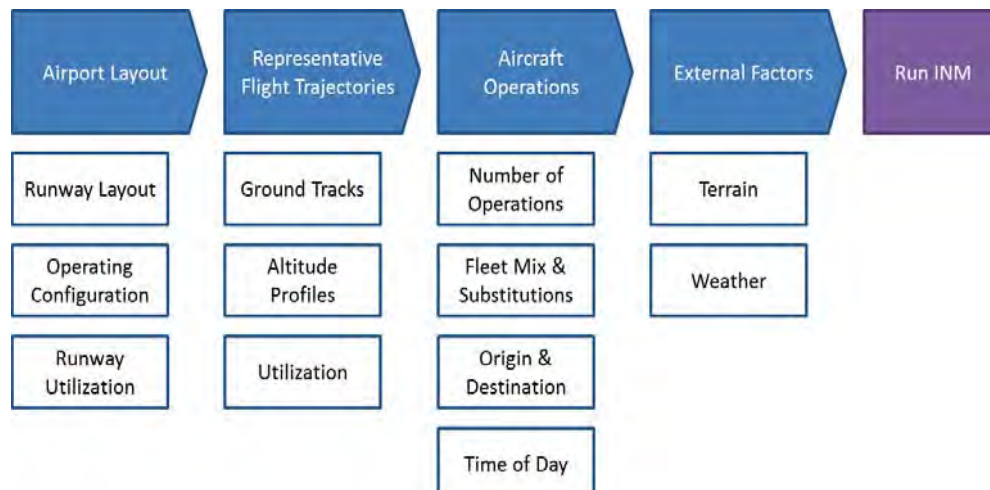 Airport Layout
Representative
Flight Trajectories
Aircraft
Operations
External Factors
Run INM
Runway Layout
Operating
Configuration
Runway
Utilization
Ground Tracks
Altitude
Profiles
Utilization
Number of
Operations
Fleet Mix &
Substitutions
Origin &
Destination
Time of Day
Terrain
Weather